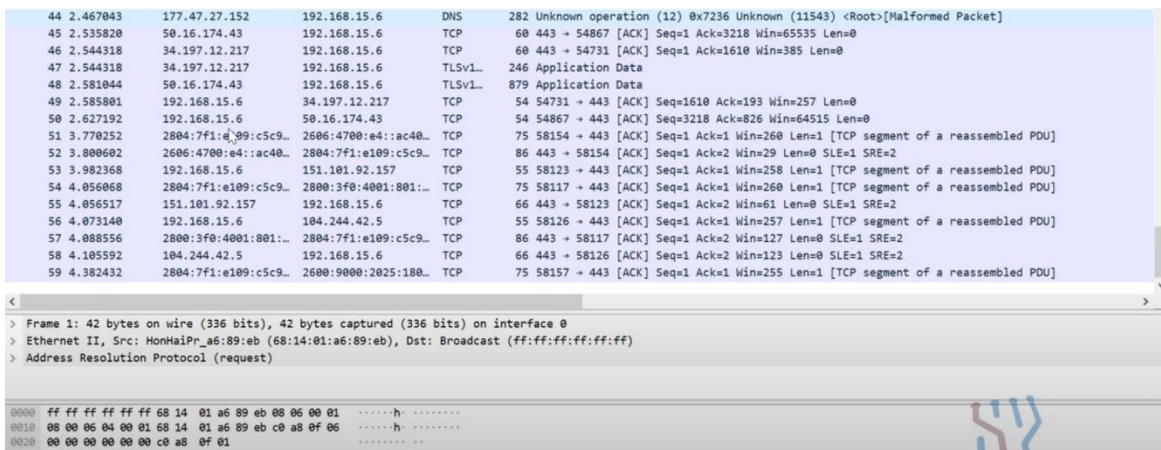 44 2.467043 177.47.27.152 192.168.15.6 DNS 282 Unknown operation (12) 0x7236 Unknown (11543) <Root>[Malformed Packet]
45 2.535820 50.16.174.43 192.168.15.6 TCP 60 443 → 54867 [ACK] Seq=1 Ack=3218 Win=65535 Len=0
46 2.544318 34.197.12.217 192.168.15.6 TCP 60 443 → 54731 [ACK] Seq=1 Ack=1610 Win=385 Len=0
47 2.544318 34.197.12.217 192.168.15.6 TLSv1… 246 Application Data
48 2.581044 50.16.174.43 192.168.15.6 TLSv1… 879 Application Data
49 2.585801 192.168.15.6 34.197.12.217 TCP 54 54731 → 443 [ACK] Seq=1610 Ack=193 Win=257 Len=0
50 2.627192 192.168.15.6 50.16.174.43 TCP 54 54867 → 443 [ACK] Seq=3218 Ack=826 Win=64515 Len=0
51 3.770252 2804:7f1:e109:c5c9… 2606:4700:e4::ac40… TCP 75 58154 → 443 [ACK] Seq=1 Ack=1 Win=260 Len=1 [TCP segment of a reassembled PDU]
52 3.800602 2606:4700:e4::ac40… 2804:7f1:e109:c5c9… TCP 86 443 → 58154 [ACK] Seq=1 Ack=2 Win=29 Len=0 SLE=1 SRE=2
53 3.982368 192.168.15.6 151.101.92.157 TCP 55 58123 → 443 [ACK] Seq=1 Ack=1 Win=258 Len=1 [TCP segment of a reassembled PDU]
54 4.056068 2804:7f1:e109:c5c9… 2800:3f0:4001:801:… TCP 75 58117 → 443 [ACK] Seq=1 Ack=1 Win=260 Len=1 [TCP segment of a reassembled PDU]
55 4.056517 151.101.92.157 192.168.15.6 TCP 66 443 → 58123 [ACK] Seq=1 Ack=2 Win=61 Len=0 SLE=1 SRE=2
56 4.073140 192.168.15.6 104.244.42.5 TCP 55 58126 → 443 [ACK] Seq=1 Ack=1 Win=257 Len=1 [TCP segment of a reassembled PDU]
57 4.088556 2800:3f0:4001:801:… 2804:7f1:e109:c5c9… TCP 86 443 → 58117 [ACK] Seq=1 Ack=2 Win=127 Len=0 SLE=1 SRE=2
58 4.105592 104.244.42.5 192.168.15.6 TCP 66 443 → 58126 [ACK] Seq=1 Ack=2 Win=123 Len=0 SLE=1 SRE=2
59 4.382432 2804:7f1:e109:c5c9… 2600:9000:2025:180… TCP 75 58157 → 443 [ACK] Seq=1 Ack=1 Win=255 Len=1 [TCP segment of a reassembled PDU]
> Frame 1: 42 bytes on wire (336 bits), 42 bytes captured (336 bits) on interface 0
> Ethernet II, Src: HonHaiPr_a6:89:eb (68:14:01:a6:89:eb), Dst: Broadcast (ff:ff:ff:ff:ff:ff)
> Address Resolution Protocol (request)
0000 ff ff ff ff ff ff 68 14 01 a6 89 eb 08 06 00 01 ······h· ········
0010 08 00 06 04 00 01 68 14 01 a6 89 eb c0 a8 0f 06 ······h· ········
0020 00 00 00 00 00 00 c0 a8 0f 01 ········ ··